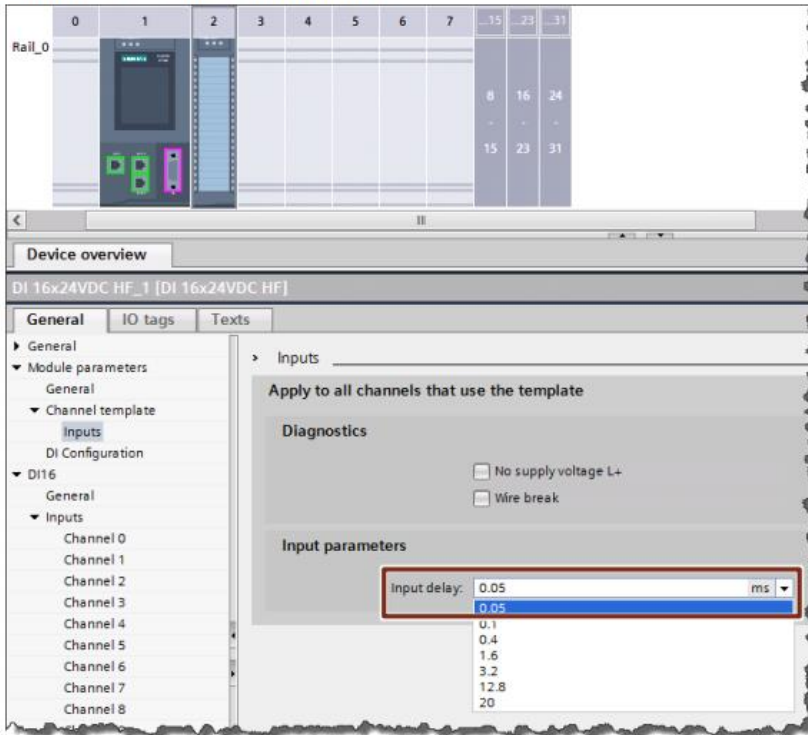 0 1 2 3 4 5 6 7 ...15 ...23 ...31
Rail_0
SIEMENS
8 16 24
- - -
15 23 31
Device overview
DI 16x24VDC HF_1 [DI 16x24VDC HF]
General IO tags Texts
General
Module parameters
General
Channel template
Inputs
DI Configuration
DI16
General
Inputs
Channel 0
Channel 1
Channel 2
Channel 3
Channel 4
Channel 5
Channel 6
Channel 7
Channel 8
Inputs
Apply to all channels that use the template
Diagnostics
No supply voltage L+
Wire break
Input parameters
Input delay: 0.05 ms
0.05
0.1
0.4
1.6
3.2
12.8
20